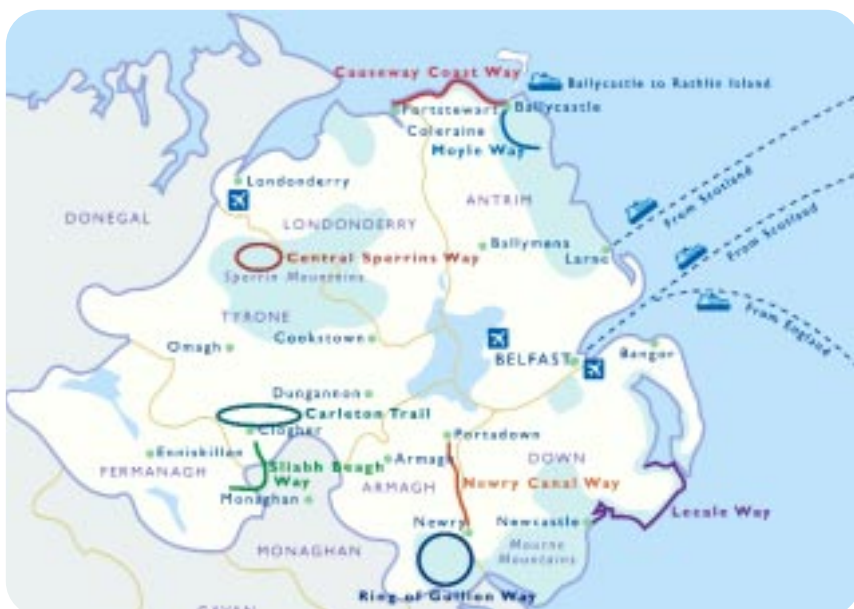 Causeway Coast Way
Ballycastle to Rathlin Island
Portstewart
Ballycastle
Coleraine
Moyle Way
Londonderry
From Scotland
DONEGAL
LONDONDERRY
ANTRIM
From Scotland
Ballymena
Larne
Central Sperrins Way
Sperrin Mountains
From England
TYRONE
Cookstown
Omagh
BELFAST
Bangor
Dungannon
Carleton Trail
Clogher
Portadown
Enniskillen
Armagh
DOWN
FERMANAGH
Sliabh Beagh
Way
ARMAGH
Newry Canal Way
Monaghan
Lecale Way
Newry
Newcastle
MONAGHAN
Mourne
Mountains
Ring of Gullion Way
CAVAN